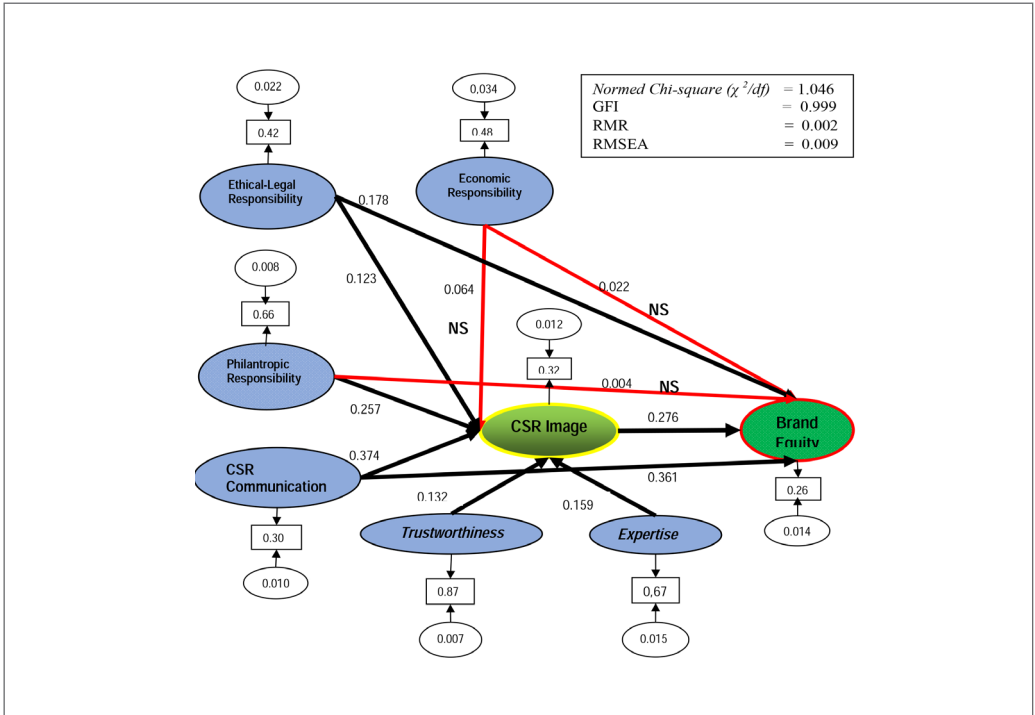 0.022
0,034
Normed Chi-square (χ²/df) = 1.046
GFI = 0.999
RMR = 0.002
RMSEA = 0.009
0.42
0.48
Ethical-Legal
Responsibility
Economic
Responsibility
0.178
0.008
0.123
0.064
0.022
NS
0.66
NS
0.012
0.32
Philantropic
Responsibility
0.004
NS
0.257
CSR Image
0.276
Brand
Equity
0.374
CSR
Communication
0.361
0.132
0.159
0.26
0.30
Trustworthiness
Expertise
0.014
0.010
0.87
0,67
0.007
0.015